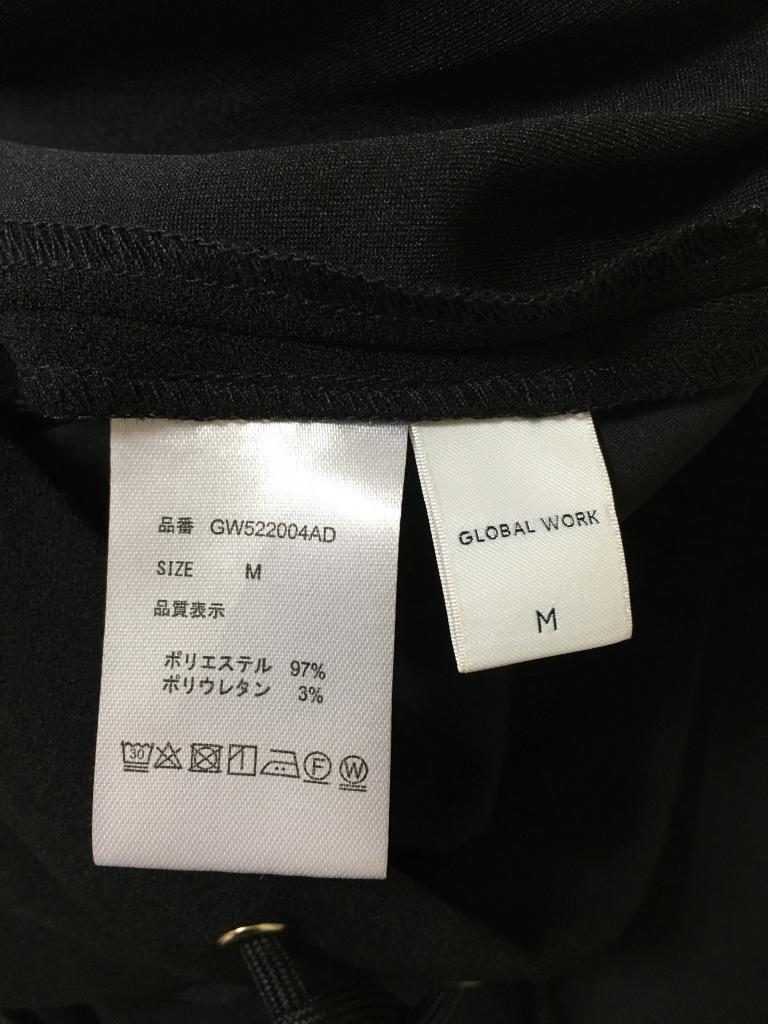 品番 GW522004AD
SIZE M
品質表示
ポリエステル 97%
ポリウレタン 3%
30
F
W
GLOBAL WORK
M